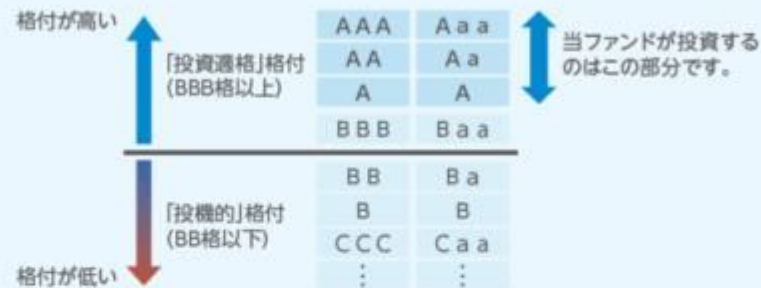 格付が高い
AAA Aaa
AA Aa
A A
BBB Baa
「投資適格」格付
(BBB格以上)
当ファンドが投資する
のはこの部分です。
BB Ba
B B
CCC Caa
⋮ ⋮
「投機的」格付
(BB格以下)
格付が低い